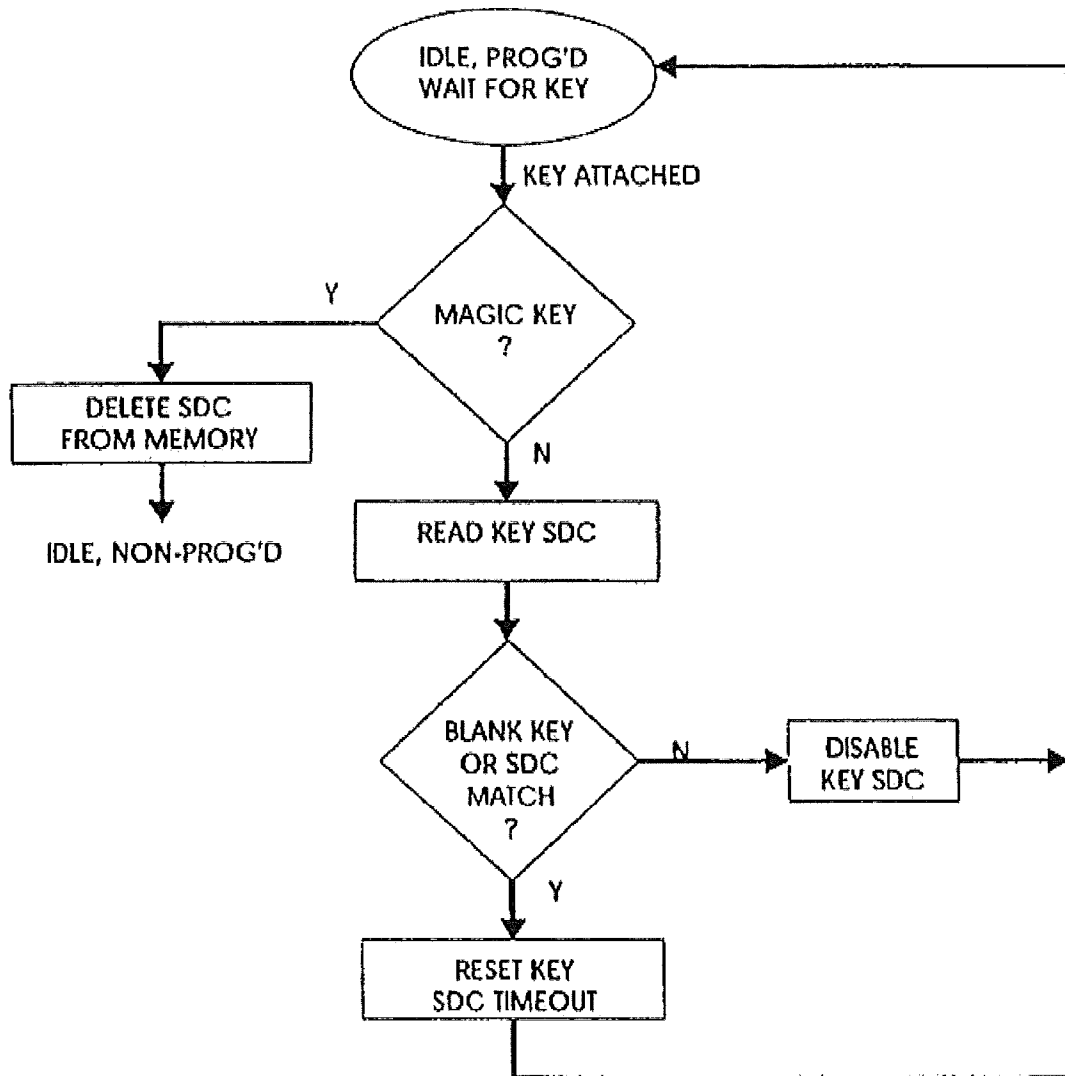 IDLE, PROG'D
WAIT FOR KEY
KEY ATTACHED
Y
MAGIC KEY
?
DELETE SDC
FROM MEMORY
N
IDLE, NON-PROG'D
READ KEY SDC
BLANK KEY
OR SDC
MATCH
?
N
DISABLE
KEY SDC
Y
RESET KEY
SDC TIMEOUT